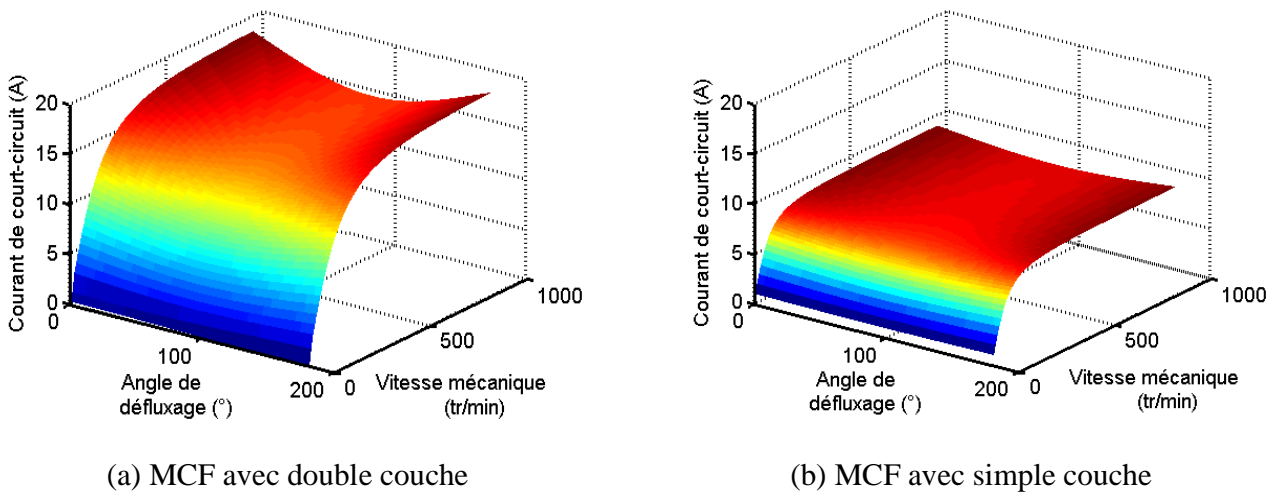 Courant de court-circuit (A)
20
15
10
5
0
0
100
200
Angle de
défluxage (°)
0
500
1000
Vitesse mécanique
(tr/min)
(a) MCF avec double couche
Courant de court-circuit (A)
20
15
10
5
0
0
100
200
Angle de
défluxage (°)
0
500
1000
Vitesse mécanique
(tr/min)
(b) MCF avec simple couche